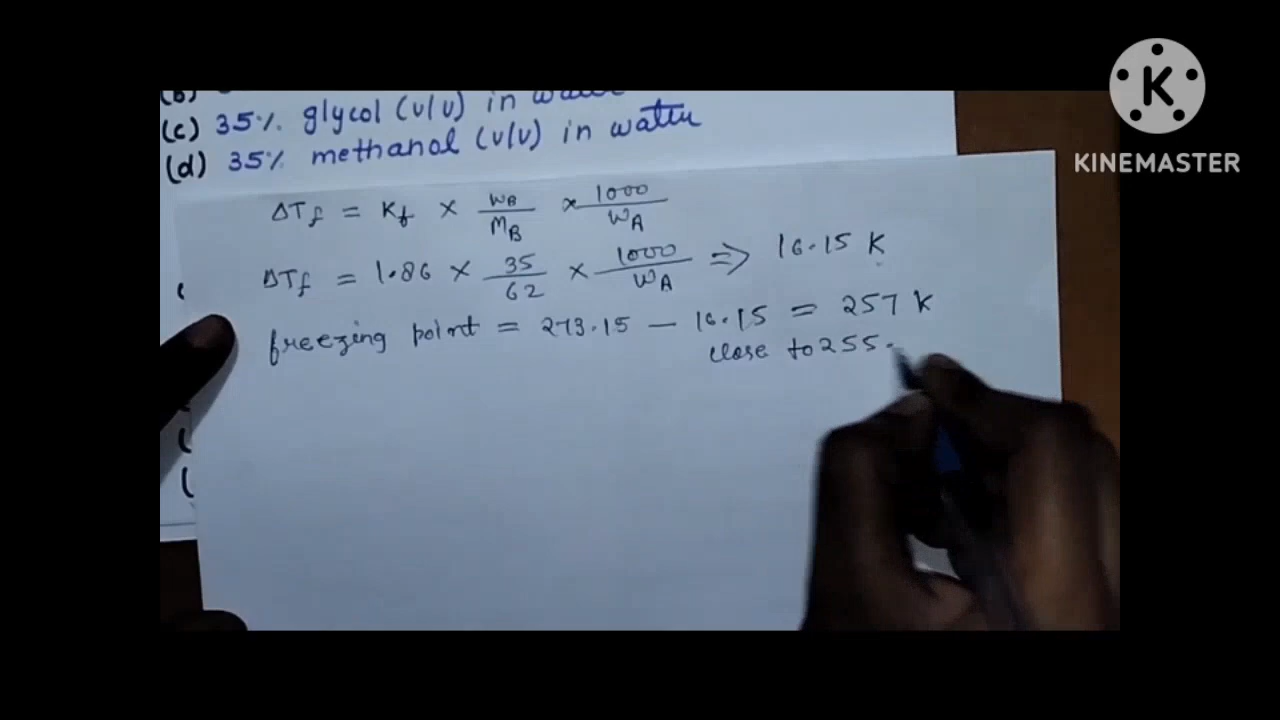 (b)
(c) 35% glycol (v/v) in water
(d) 35% methanol (v/v) in water
ΔTf = Kf × WB/MB × 1000/WA
ΔTf = 1.86 × 35/62 × 1000/WA => 16.15 K
freezing point = 273.15 – 16.15 = 257 K
close to 255.
K
KINEMASTER